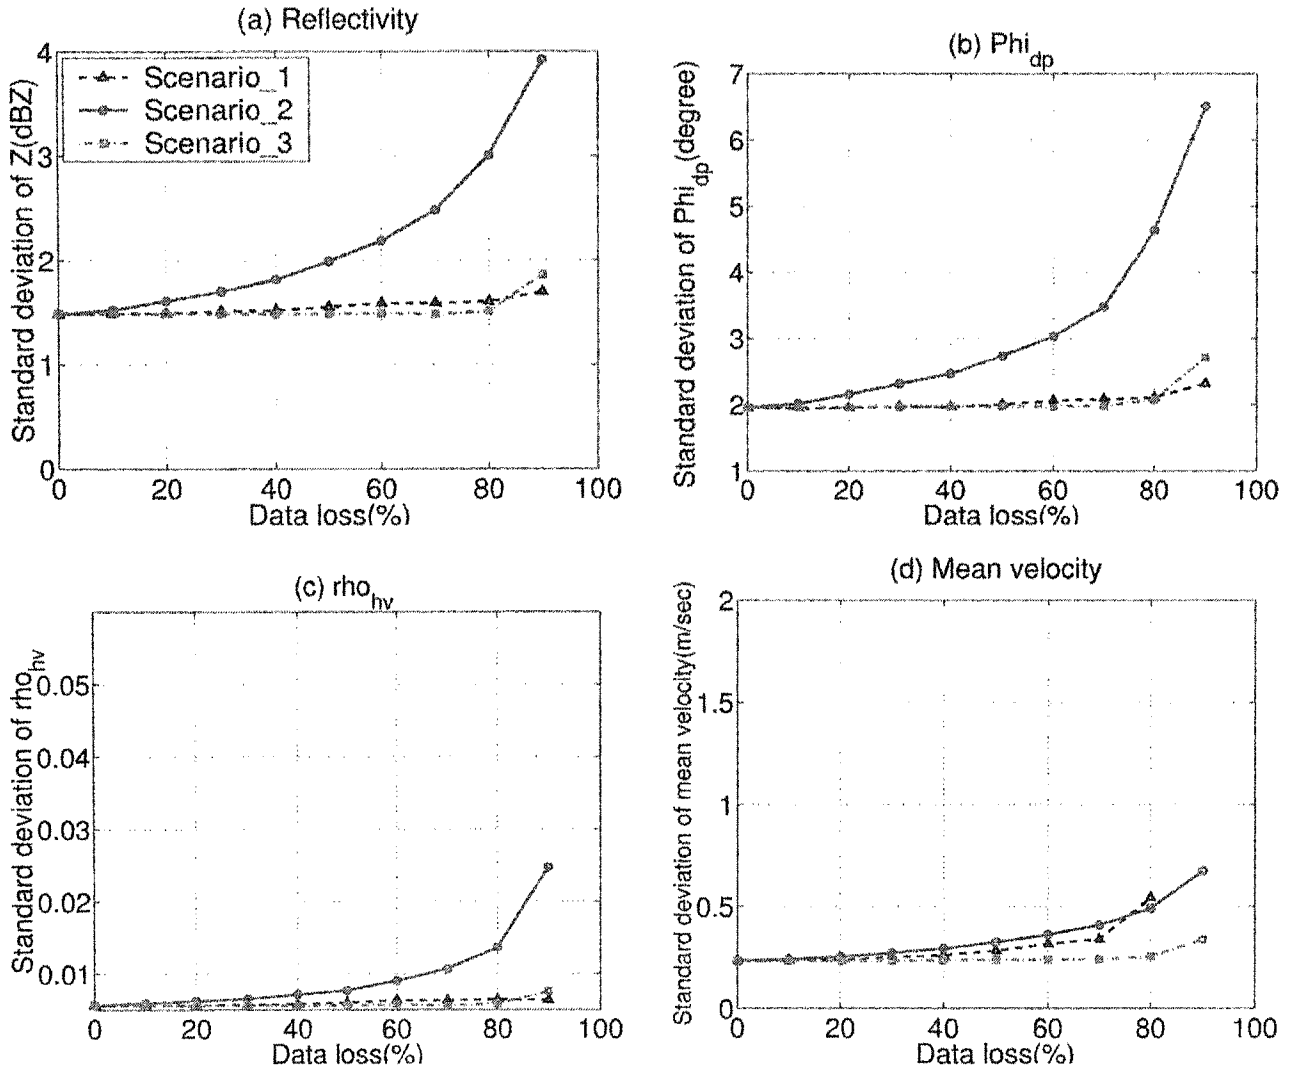 (a) Reflectivity
Standard deviation of Z(dBZ)
4
3
2
1
0
Scenario_1
Scenario_2
Scenario_3
0 20 40 60 80 100
Data loss(%)
(b) Phi_dp
Standard deviation of Phi_dp(degree)
7
6
5
4
3
2
1
0 20 40 60 80 100
Data loss(%)
(c) rho_hv
Standard deviation of rho_hv
0.05
0.04
0.03
0.02
0.01
0 20 40 60 80 100
Data loss(%)
(d) Mean velocity
Standard deviation of mean velocity(m/sec)
2
1.5
1
0.5
0
0 20 40 60 80 100
Data loss(%)